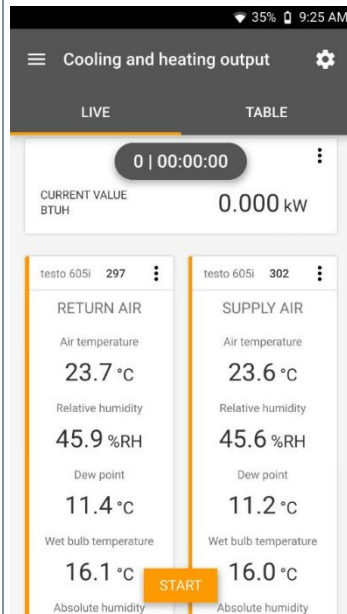 35% 9:25 AM
Cooling and heating output
LIVE TABLE
0 | 00:00:00
CURRENT VALUE
BTUH
0.000 kW
testo 605i 297
RETURN AIR
Air temperature
23.7 °C
Relative humidity
45.9 %RH
Dew point
11.4 °C
Wet bulb temperature
16.1 °C
Absolute humidity
testo 605i 302
SUPPLY AIR
Air temperature
23.6 °C
Relative humidity
45.6 %RH
Dew point
11.2 °C
Wet bulb temperature
16.0 °C
Absolute humidity
START